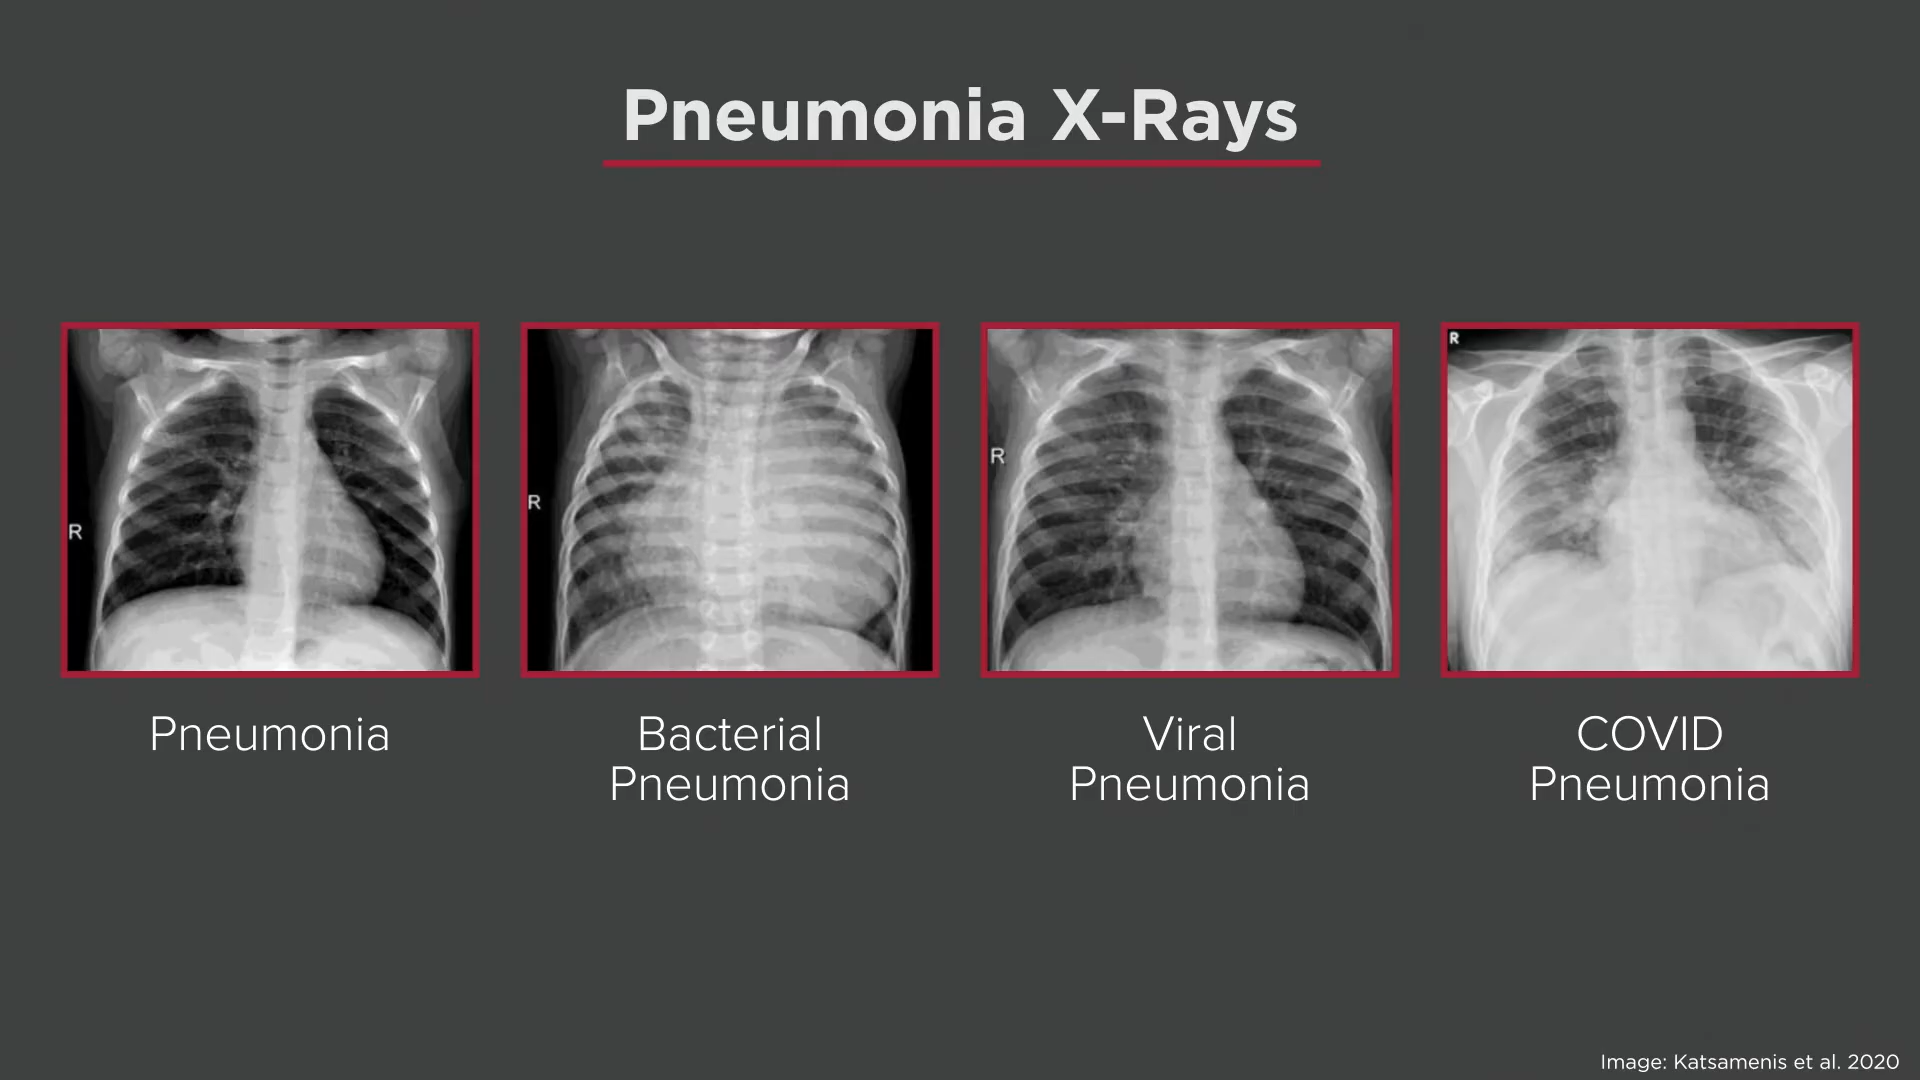 Pneumonia X-Rays
R
R
R
R
Pneumonia
Bacterial
Pneumonia
Viral
Pneumonia
COVID
Pneumonia
Image: Katsamenis et al. 2020